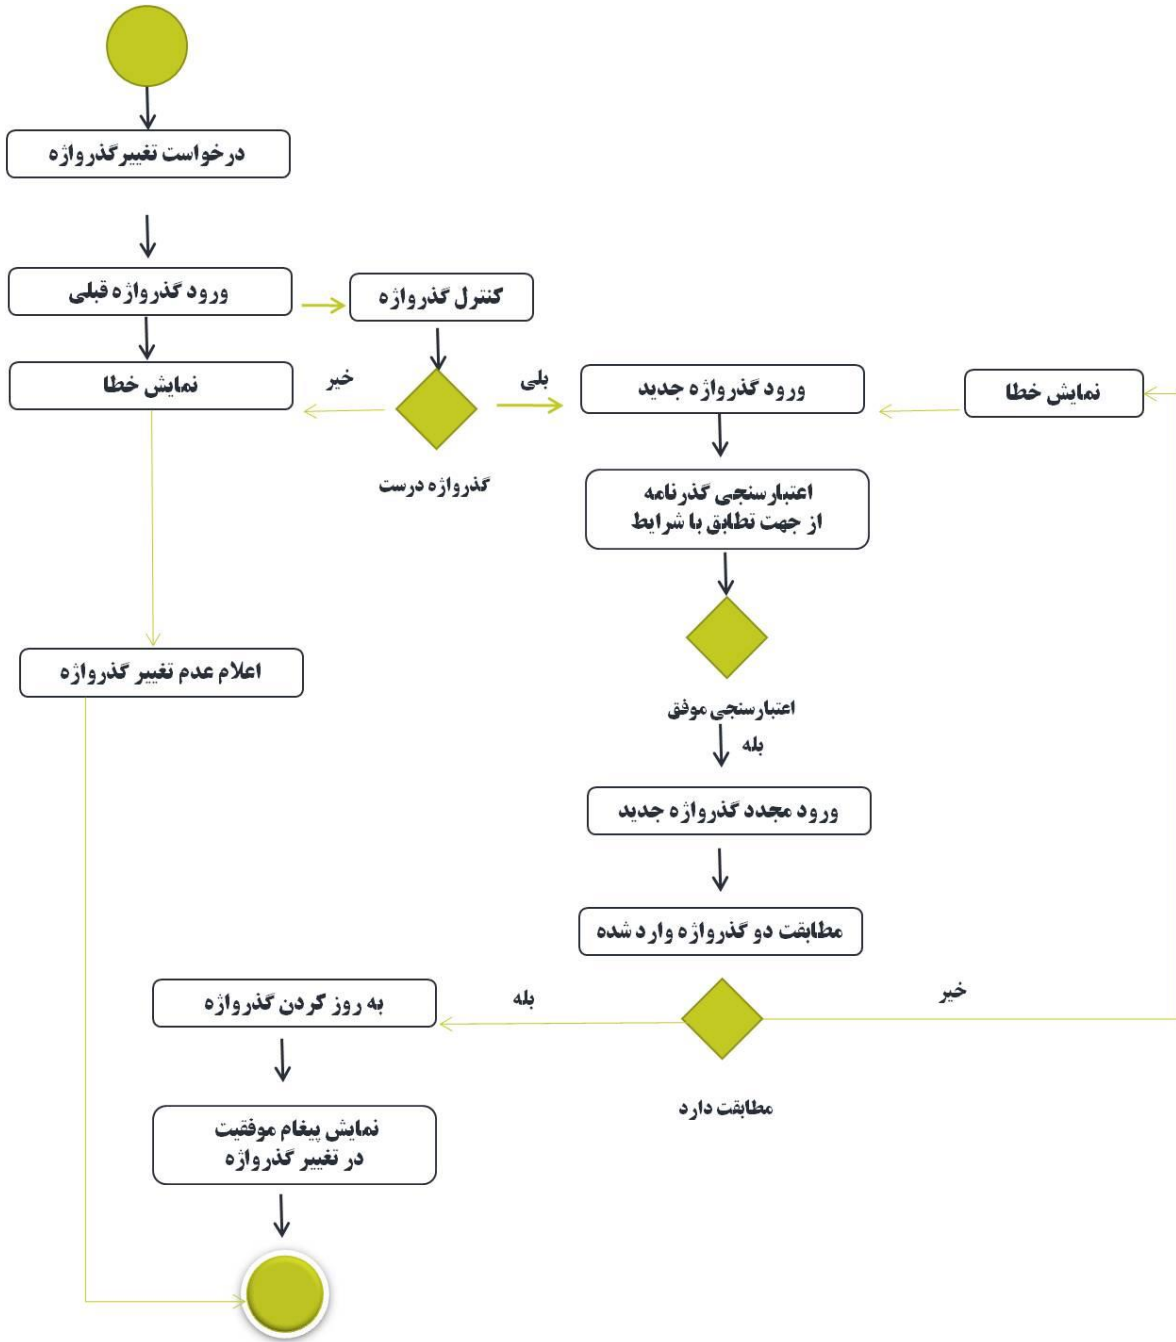 درخواست تغییرگذرواژه
ورود گذرواژه قبلی
کنترل گذرواژه
نمایش خطا
خیر
بلی
ورود گذرواژه جدید
نمایش خطا
گذرواژه درست
اعتبارسنجی گذرنامه
از جهت تطابق با شرایط
اعلام عدم تغییر گذرواژه
اعتبارسنجی موفق
بله
ورود مجدد گذرواژه جدید
مطابقت دو گذرواژه وارد شده
به روز کردن گذرواژه
بله
خیر
مطابقت دارد
نمایش پیغام موفقیت
در تغییر گذرواژه